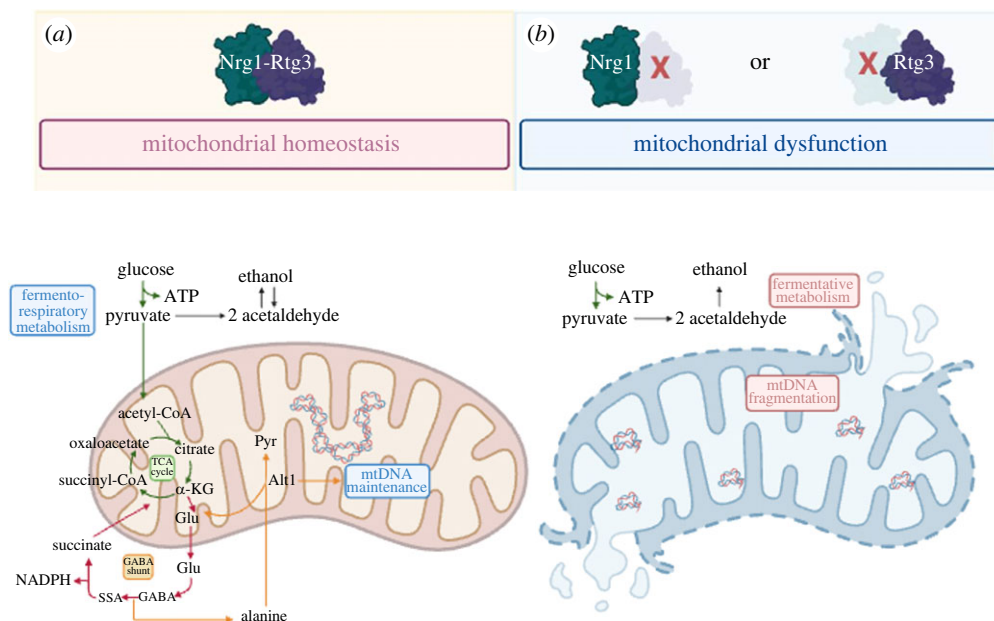 (a)
Nrg1-Rtg3
mitochondrial homeostasis
(b)
Nrg1
X
or
X
Rtg3
mitochondrial dysfunction
fermento-
respiratory
metabolism
glucose
ATP
pyruvate
ethanol
2 acetaldehyde
acetyl-CoA
oxaloacetate
citrate
TCA
cycle
succinyl-CoA
α-KG
Glu
Pyr
Alt1
mtDNA
maintenance
succinate
GABA
shunt
Glu
NADPH
SSA
GABA
alanine
glucose
ATP
pyruvate
ethanol
2 acetaldehyde
fermentative
metabolism
mtDNA
fragmentation